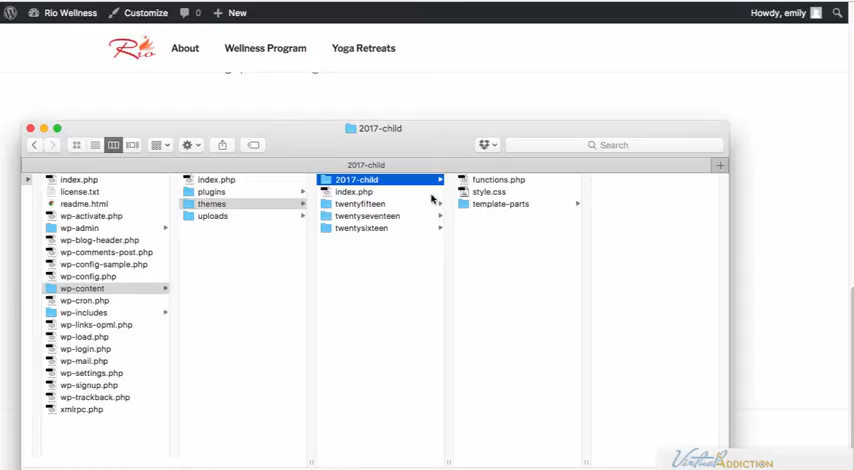 Rio Wellness Customize 0 New Howdy, emily
Rio About Wellness Program Yoga Retreats
2017-child
Search
2017-child
index.php
license.txt
readme.html
wp-activate.php
wp-admin
wp-blog-header.php
wp-comments-post.php
wp-config-sample.php
wp-config.php
wp-content
wp-cron.php
wp-includes
wp-links-opml.php
wp-load.php
wp-login.php
wp-mail.php
wp-settings.php
wp-signup.php
wp-trackback.php
xmlrpc.php
index.php
plugins
themes
uploads
2017-child
index.php
twentyfifteen
twentyseventeen
twentysixteen
functions.php
style.css
template-parts
Virtual ADDICTION